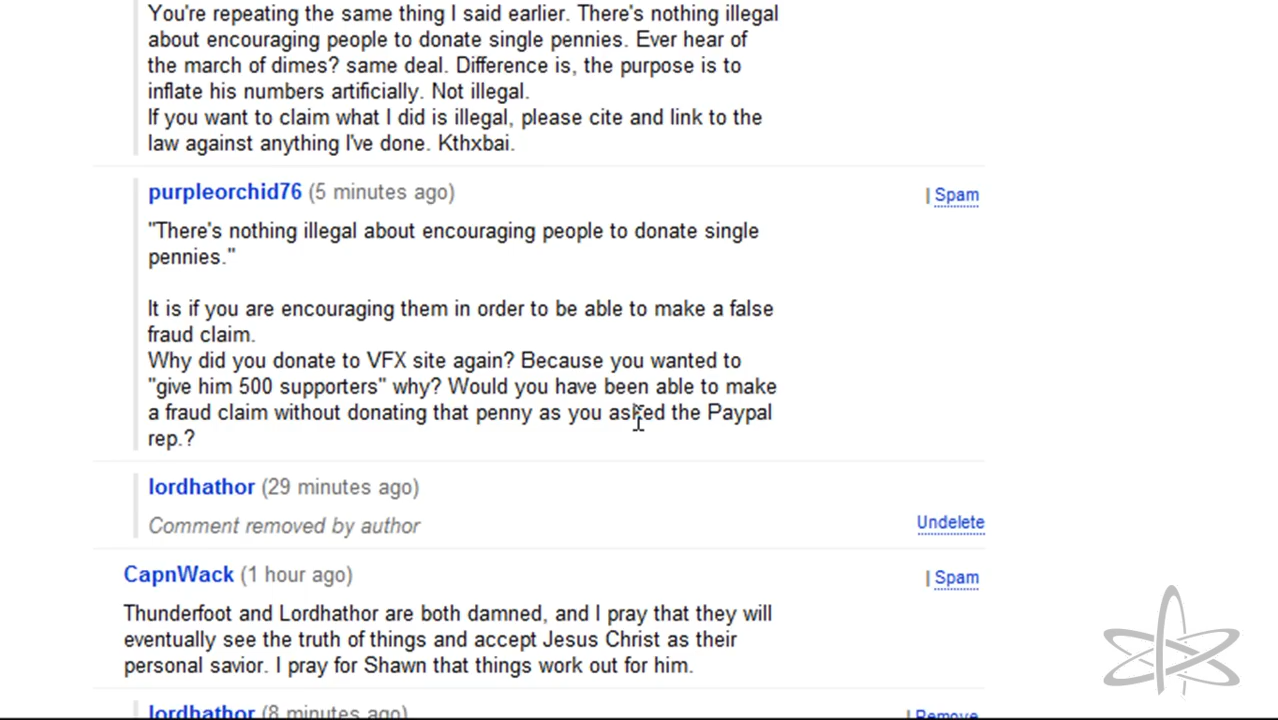 You're repeating the same thing I said earlier. There's nothing illegal
about encouraging people to donate single pennies. Ever hear of
the march of dimes? same deal. Difference is, the purpose is to
inflate his numbers artificially. Not illegal.
If you want to claim what I did is illegal, please cite and link to the
law against anything I've done. Kthxbai.
purpleorchid76 (5 minutes ago)
| Spam
"There's nothing illegal about encouraging people to donate single
pennies."
It is if you are encouraging them in order to be able to make a false
fraud claim.
Why did you donate to VFX site again? Because you wanted to
"give him 500 supporters" why? Would you have been able to make
a fraud claim without donating that penny as you asked the Paypal
rep.?
lordhathor (29 minutes ago)
Comment removed by author
Undelete
CapnWack (1 hour ago)
| Spam
Thunderfoot and Lordhathor are both damned, and I pray that they will
eventually see the truth of things and accept Jesus Christ as their
personal savior. I pray for Shawn that things work out for him.
lordhathor (8 minutes ago)
| Remove